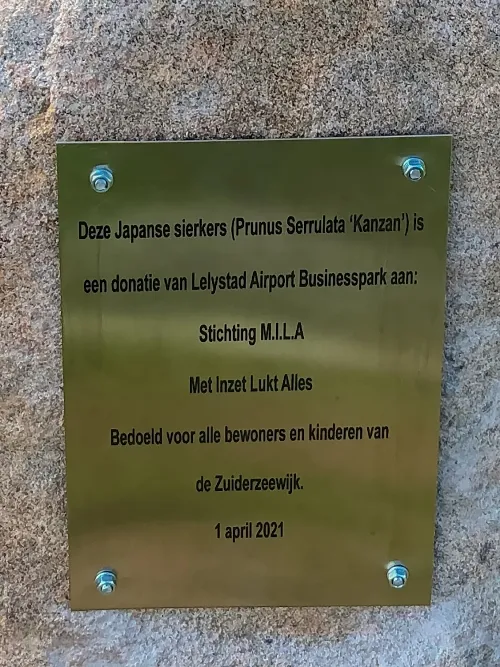 Deze Japanse sierkers (Prunus Serrulata 'Kanzan') is
een donatie van Lelystad Airport Businesspark aan:
Stichting M.I.L.A
Met Inzet Lukt Alles
Bedoeld voor alle bewoners en kinderen van
de Zuiderzeewijk.
1 april 2021